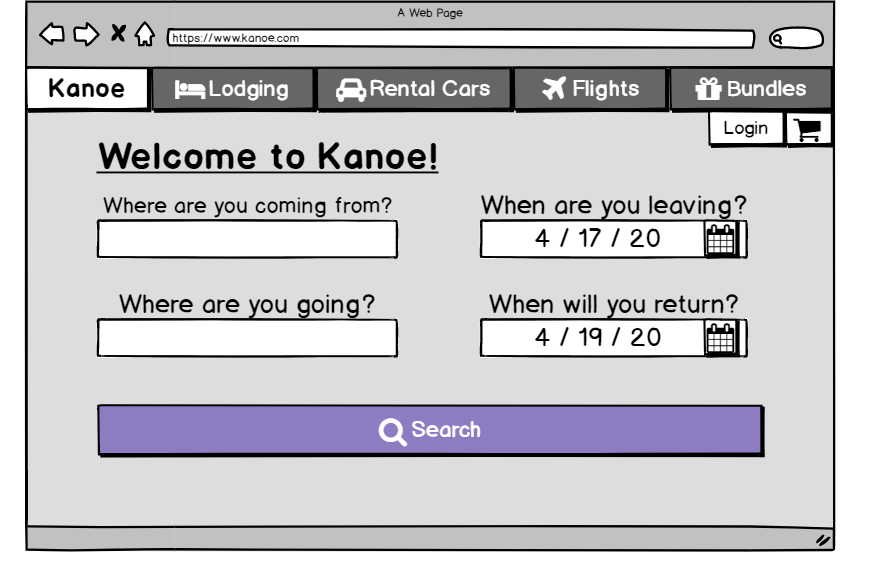 A Web Page
https://www.kanoe.com
Kanoe Lodging Rental Cars Flights Bundles
Login
Welcome to Kanoe!
Where are you coming from? When are you leaving?
4 / 17 / 20
Where are you going? When will you return?
4 / 19 / 20
Search